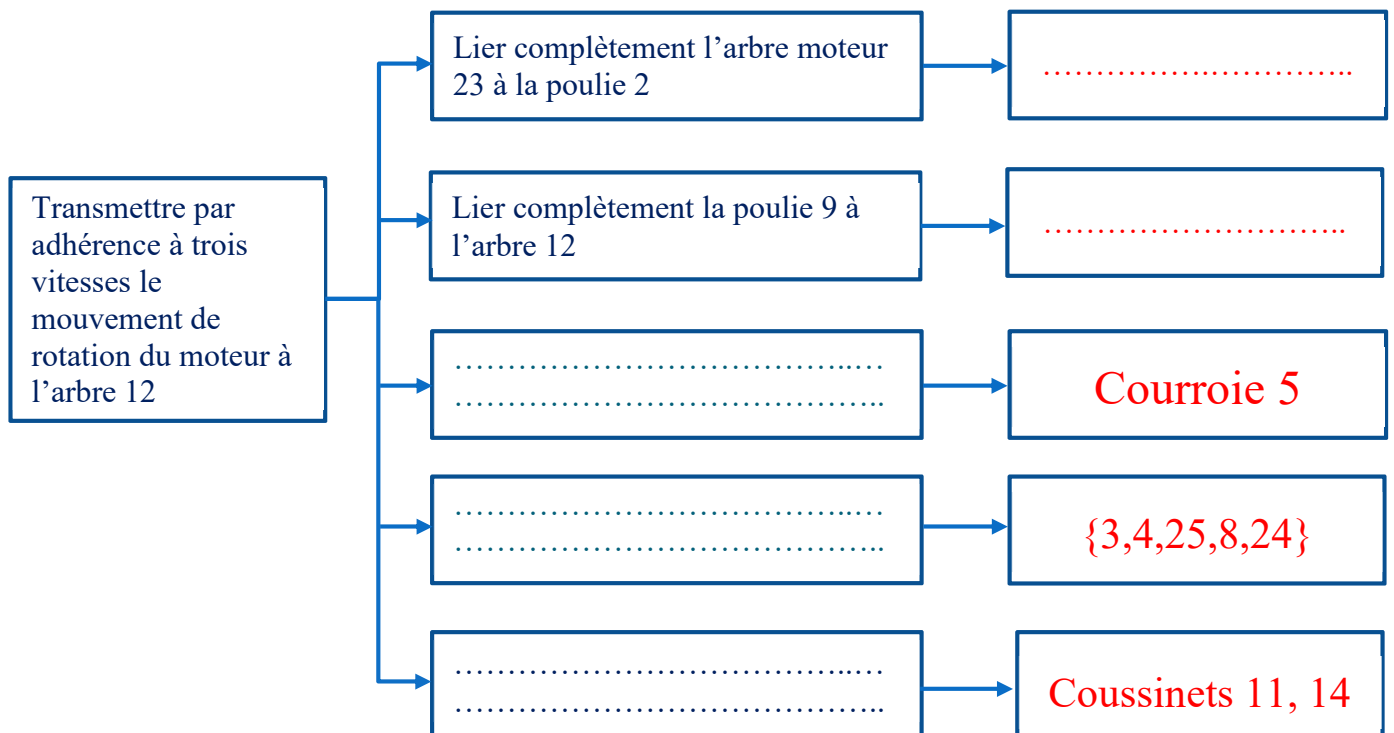 Transmettre par
adhérence à trois
vitesses le
mouvement de
rotation du moteur à
l’arbre 12
Lier complètement l’arbre moteur
23 à la poulie 2
……………..…………..
Lier complètement la poulie 9 à
l’arbre 12
………………………..
………………………………..…
…………………………………..
Courroie 5
………………………………..…
…………………………………..
{3,4,25,8,24}
………………………………..…
…………………………………..
Coussinets 11, 14